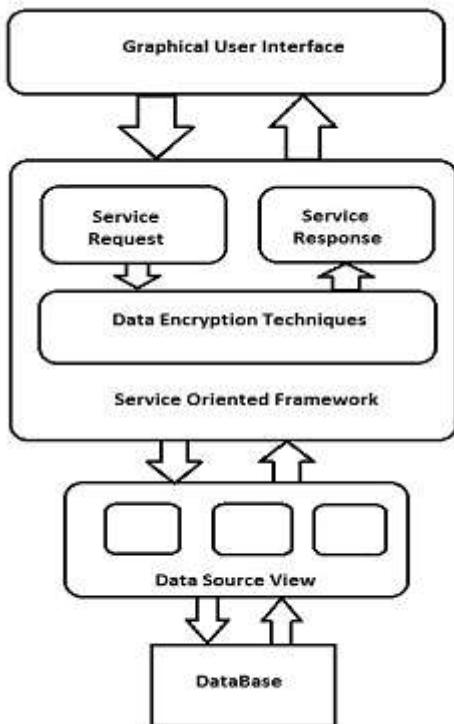 Graphical User Interface
Service
Request
Service
Response
Data Encryption Techniques
Service Oriented Framework
Data Source View
DataBase